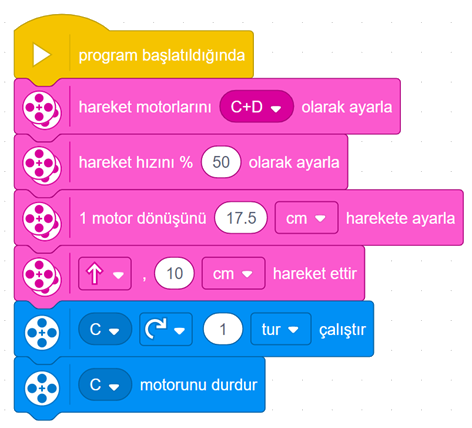 program başlatıldığında
hareket motorlarını C+D olarak ayarla
hareket hızını % 50 olarak ayarla
1 motor dönüşünü 17.5 cm harekete ayarla
, 10 cm hareket ettir
C 1 tur çalıştır
C motorunu durdur